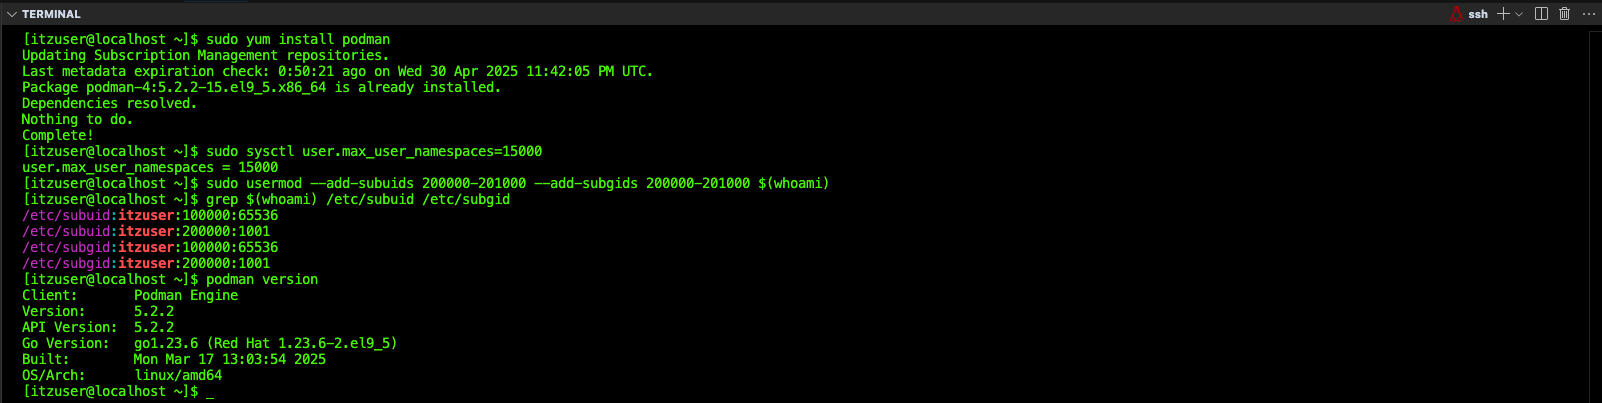 TERMINAL
ssh
[itzuser@localhost ~]$ sudo yum install podman
Updating Subscription Management repositories.
Last metadata expiration check: 0:50:21 ago on Wed 30 Apr 2025 11:42:05 PM UTC.
Package podman-4:5.2.2-15.el9_5.x86_64 is already installed.
Dependencies resolved.
Nothing to do.
Complete!
[itzuser@localhost ~]$ sudo sysctl user.max_user_namespaces=15000
user.max_user_namespaces = 15000
[itzuser@localhost ~]$ sudo usermod --add-subuids 200000-201000 --add-subgids 200000-201000 $(whoami)
[itzuser@localhost ~]$ grep $(whoami) /etc/subuid /etc/subgid
/etc/subuid:itzuser:100000:65536
/etc/subuid:itzuser:200000:1001
/etc/subgid:itzuser:100000:65536
/etc/subgid:itzuser:200000:1001
[itzuser@localhost ~]$ podman version
Client:       Podman Engine
Version:      5.2.2
API Version:  5.2.2
Go Version:   go1.23.6 (Red Hat 1.23.6-2.el9_5)
Built:        Mon Mar 17 13:03:54 2025
OS/Arch:      linux/amd64
[itzuser@localhost ~]$ _